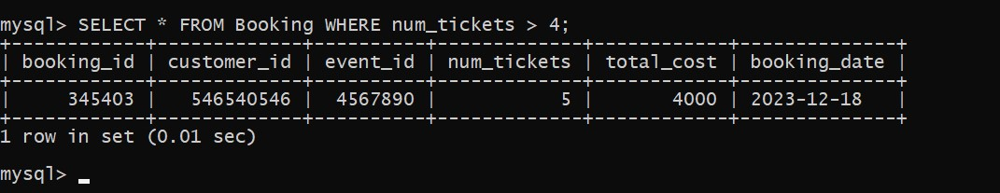 mysql> SELECT * FROM Booking WHERE num_tickets > 4;
+------------+-------------+----------+-------------+------------+--------------+
| booking_id | customer_id | event_id | num_tickets | total_cost | booking_date |
+------------+-------------+----------+-------------+------------+--------------+
|     345403 |   546540546 |  4567890 |           5 |       4000 | 2023-12-18   |
+------------+-------------+----------+-------------+------------+--------------+
1 row in set (0.01 sec)
mysql>